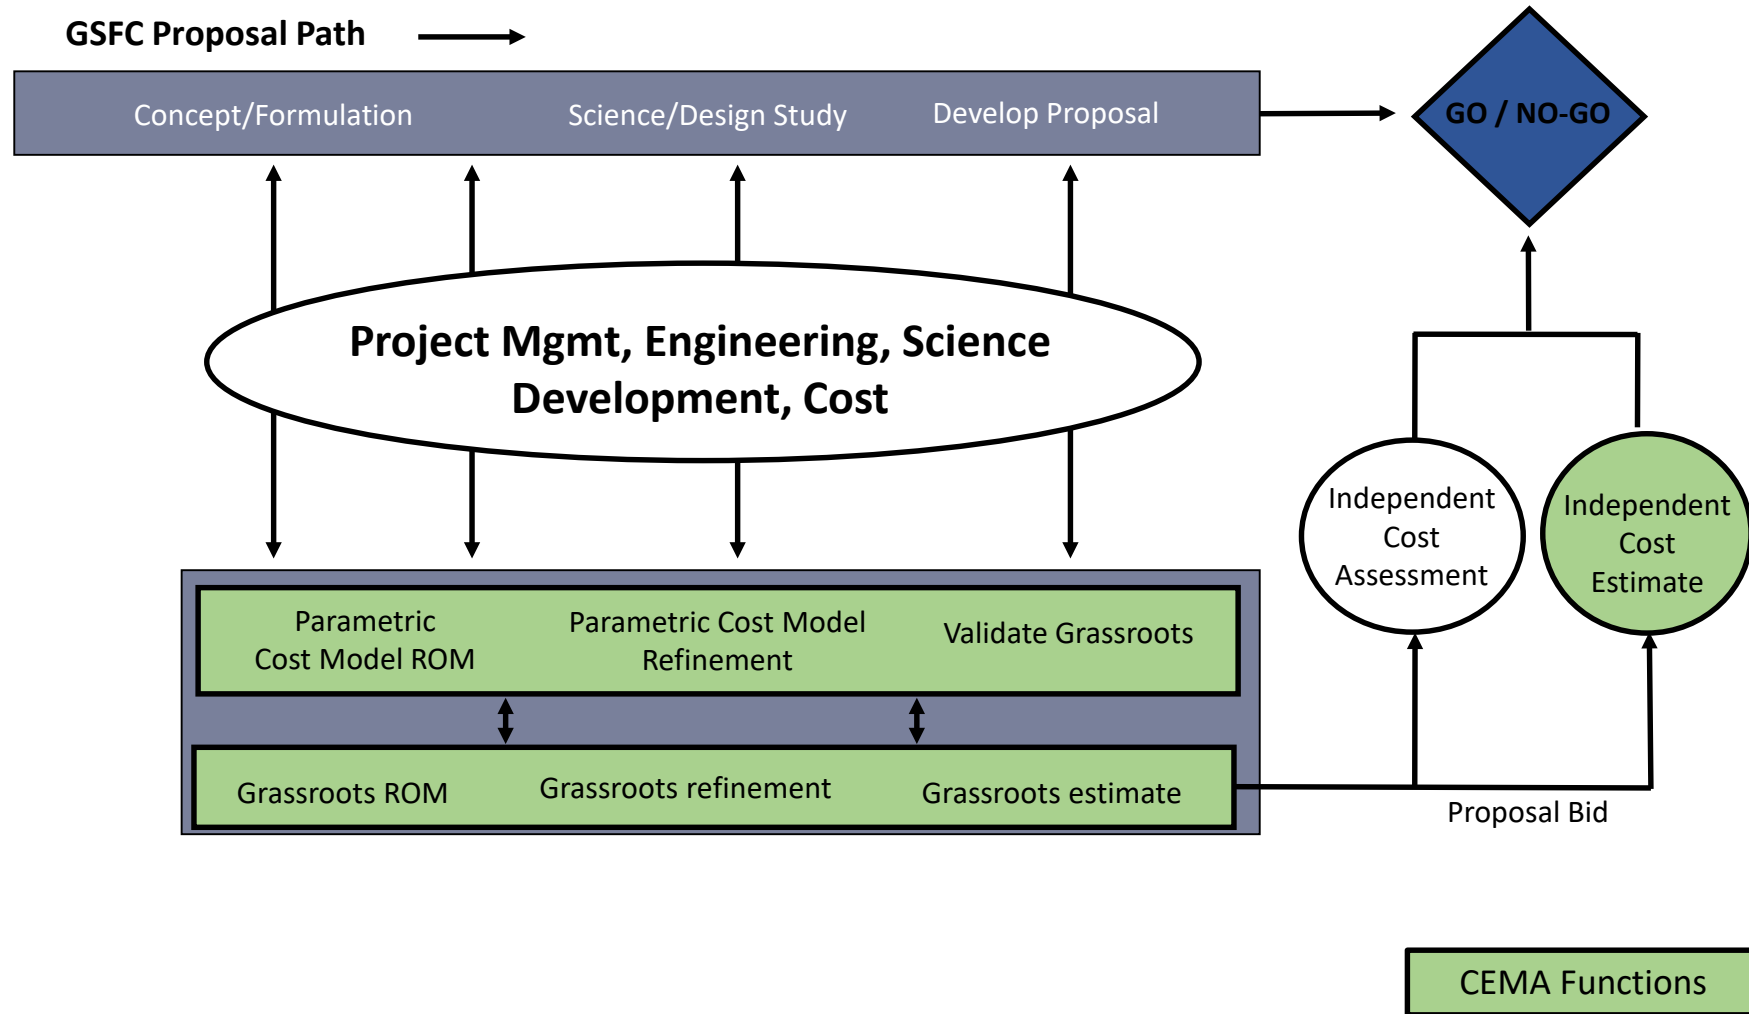 GSFC Proposal Path
Concept/Formulation
Science/Design Study
Develop Proposal
GO / NO-GO
Project Mgmt, Engineering, Science
Development, Cost
Independent
Cost
Assessment
Independent
Cost
Estimate
Parametric
Cost Model ROM
Parametric Cost Model
Refinement
Validate Grassroots
Grassroots ROM
Grassroots refinement
Grassroots estimate
Proposal Bid
CEMA Functions